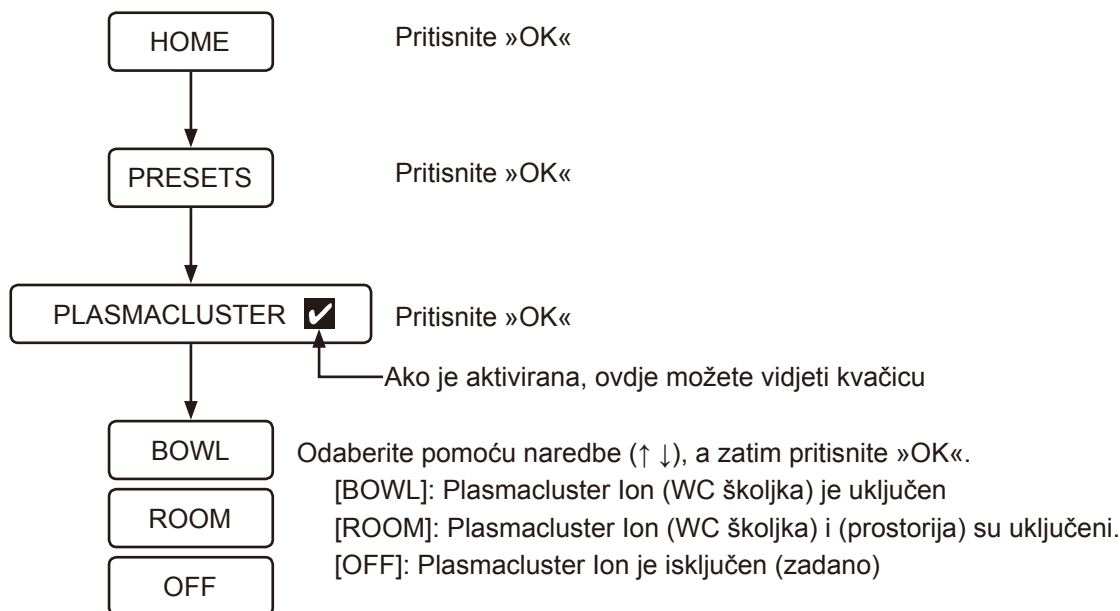 HOME
Pritisnite »OK«
PRESETS
Pritisnite »OK«
PLASMACLUSTER ✔
Pritisnite »OK«
Ako je aktivirana, ovdje možete vidjeti kvačicu
BOWL
ROOM
OFF
Odaberite pomoću naredbe (↑ ↓), a zatim pritisnite »OK«.
[BOWL]: Plasmacluster Ion (WC školjka) je uključen
[ROOM]: Plasmacluster Ion (WC školjka) i (prostorija) su uključeni.
[OFF]: Plasmacluster Ion je isključen (zadano)